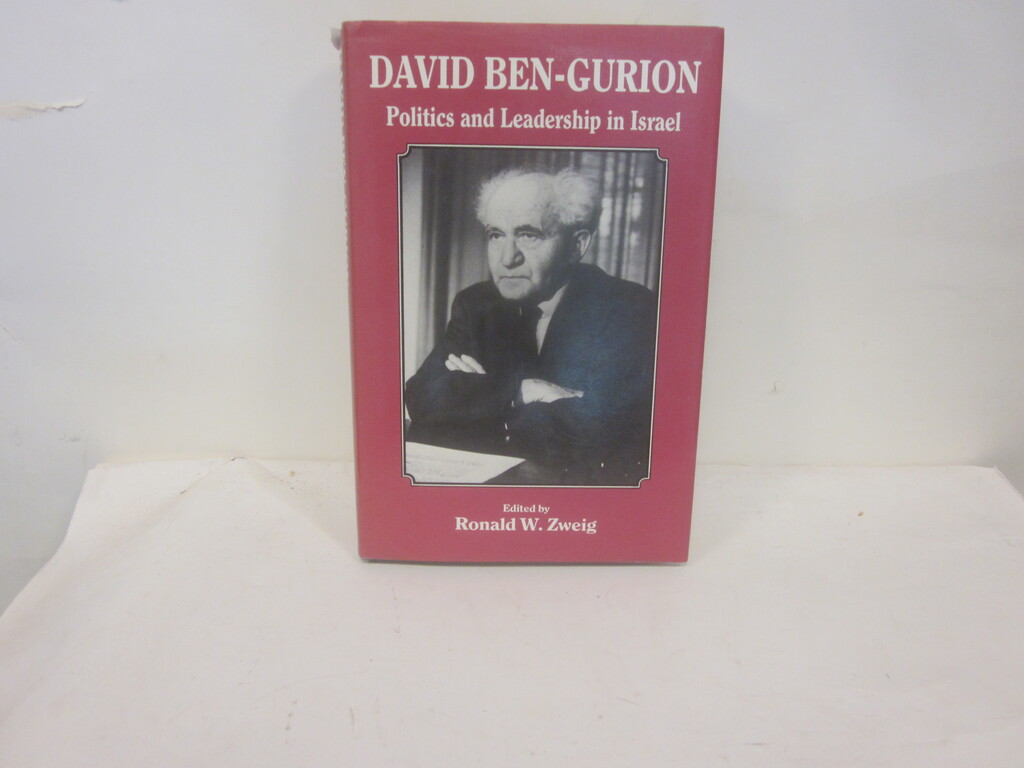 DAVID BEN-GURION
Politics and Leadership in Israel
Edited by
Ronald W. Zweig